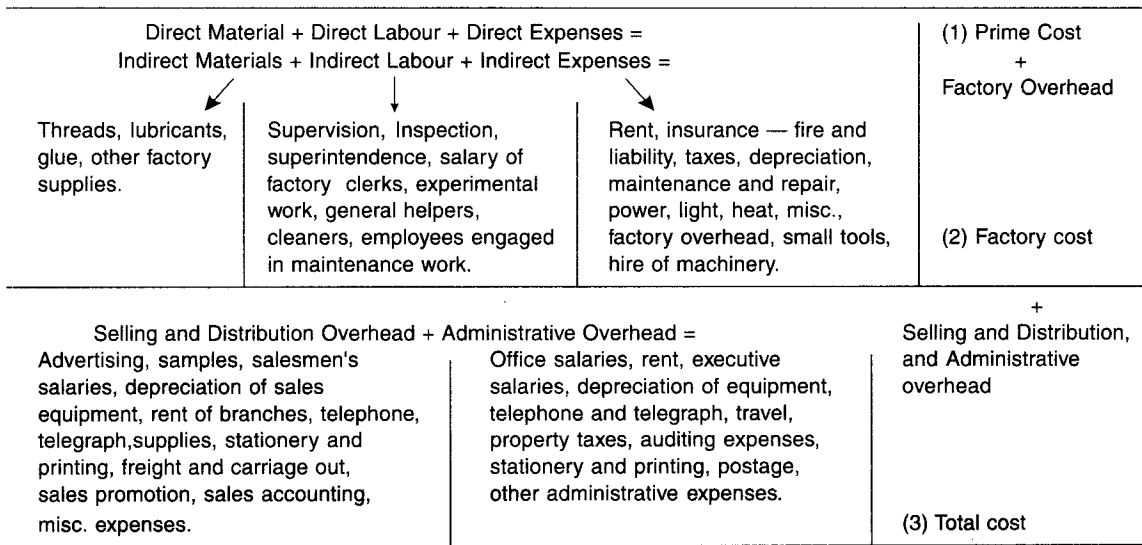 Direct Material + Direct Labour + Direct Expenses =
(1) Prime Cost
Indirect Materials + Indirect Labour + Indirect Expenses =
+
Factory Overhead
Threads, lubricants,
glue, other factory
supplies.
Supervision, Inspection,
superintendence, salary of
factory clerks, experimental
work, general helpers,
cleaners, employees engaged
in maintenance work.
Rent, insurance — fire and
liability, taxes, depreciation,
maintenance and repair,
power, light, heat, misc.,
factory overhead, small tools,
hire of machinery.
(2) Factory cost
+
Selling and Distribution Overhead + Administrative Overhead =
Selling and Distribution,
and Administrative
overhead
Advertising, samples, salesmen's
salaries, depreciation of sales
equipment, rent of branches, telephone,
telegraph,supplies, stationery and
printing, freight and carriage out,
sales promotion, sales accounting,
misc. expenses.
Office salaries, rent, executive
salaries, depreciation of equipment,
telephone and telegraph, travel,
property taxes, auditing expenses,
stationery and printing, postage,
other administrative expenses.
(3) Total cost